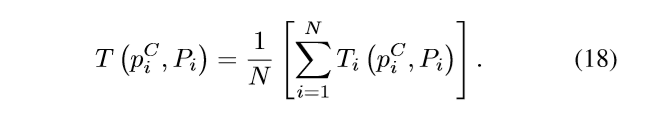 T (p_i^C, P_i) = \frac{1}{N} \left[ \sum_{i=1}^{N} T_i (p_i^C, P_i) \right]. (18)